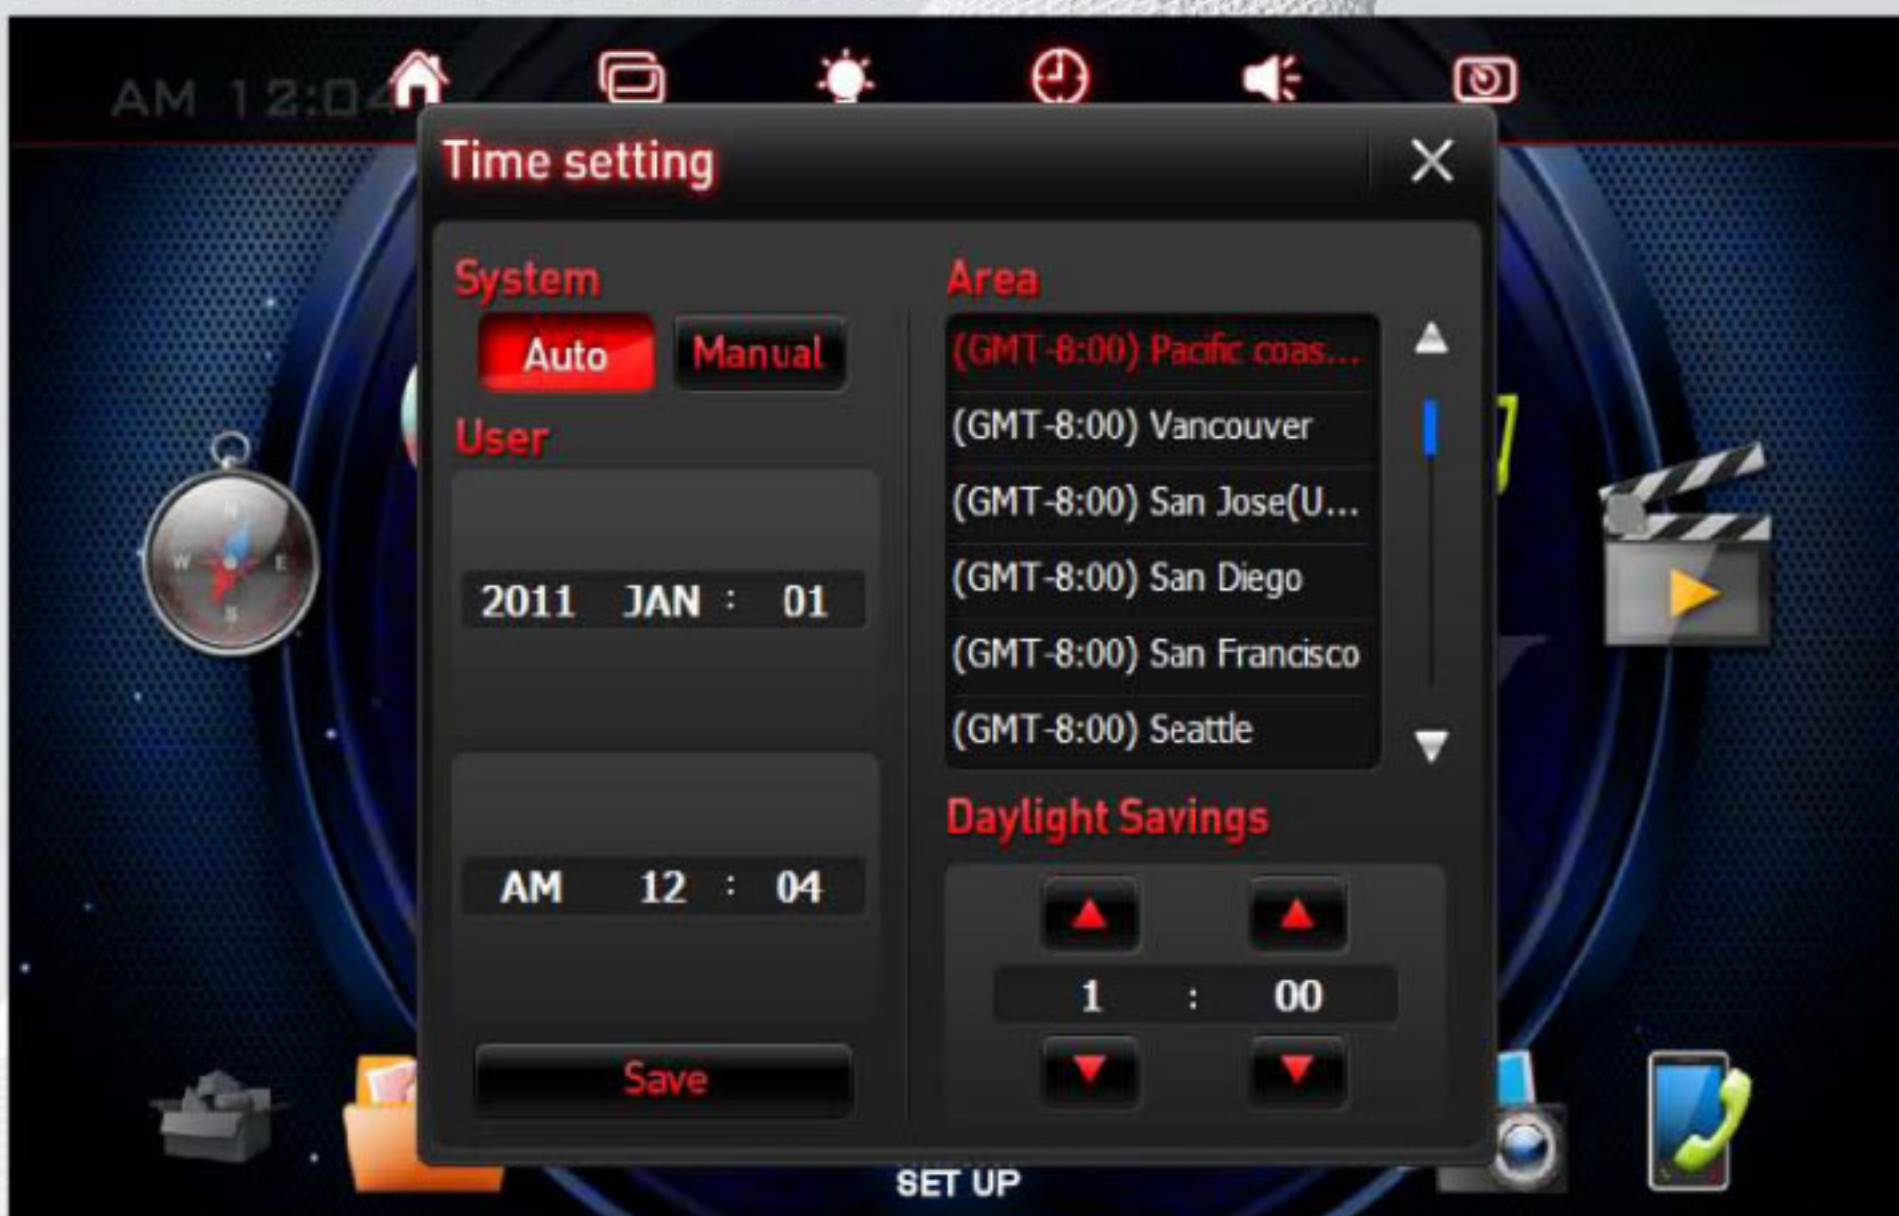 AM 12:04
Time setting
System
Auto Manual
User
2011 JAN : 01
AM 12 : 04
Save
Area
(GMT-8:00) Pacific coas...
(GMT-8:00) Vancouver
(GMT-8:00) San Jose(U...
(GMT-8:00) San Diego
(GMT-8:00) San Francisco
(GMT-8:00) Seattle
Daylight Savings
1 : 00
N
W E
S
SET UP